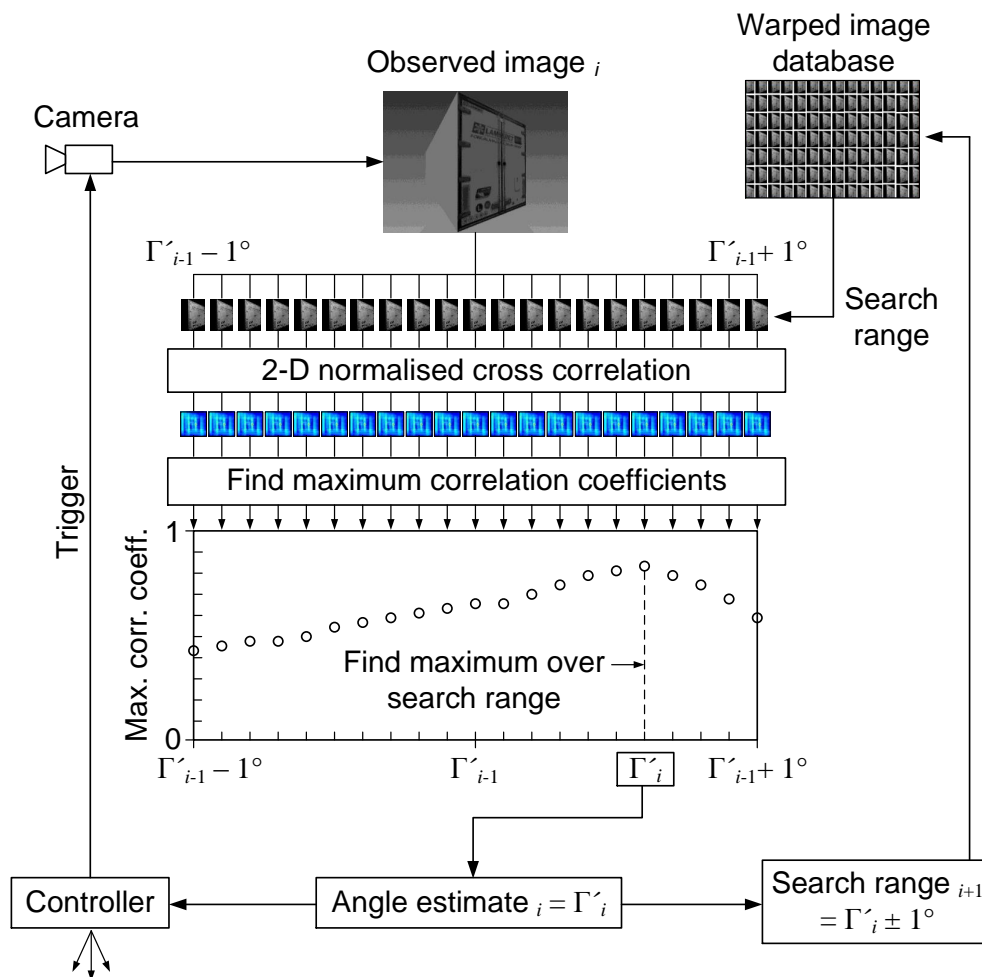 Warped image
database
Observed image i
Camera
Γ´i-1 – 1°
Γ´i-1 + 1°
Search
range
2-D normalised cross correlation
Find maximum correlation coefficients
Trigger
Max. corr. coeff.
1
0
Find maximum over
search range
Γ´i-1 – 1°
Γ´i-1
Γ´i
Γ´i-1 + 1°
Controller
Angle estimate i = Γ´i
Search range i+1
= Γ´i ± 1°